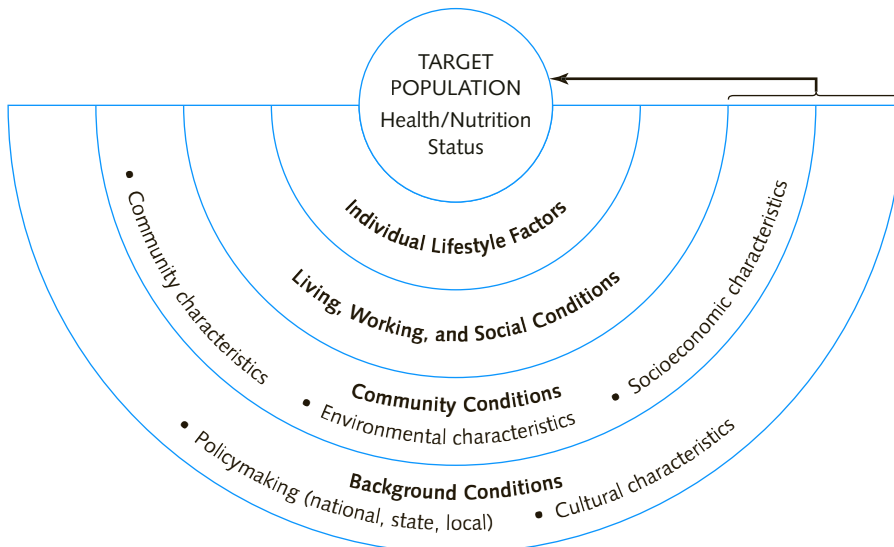 TARGET
POPULATION
Health/Nutrition
Status
Individual Lifestyle Factors
Living, Working, and Social Conditions
Community Conditions
• Community characteristics
• Environmental characteristics
• Socioeconomic characteristics
Background Conditions
• Policymaking (national, state, local)
• Cultural characteristics